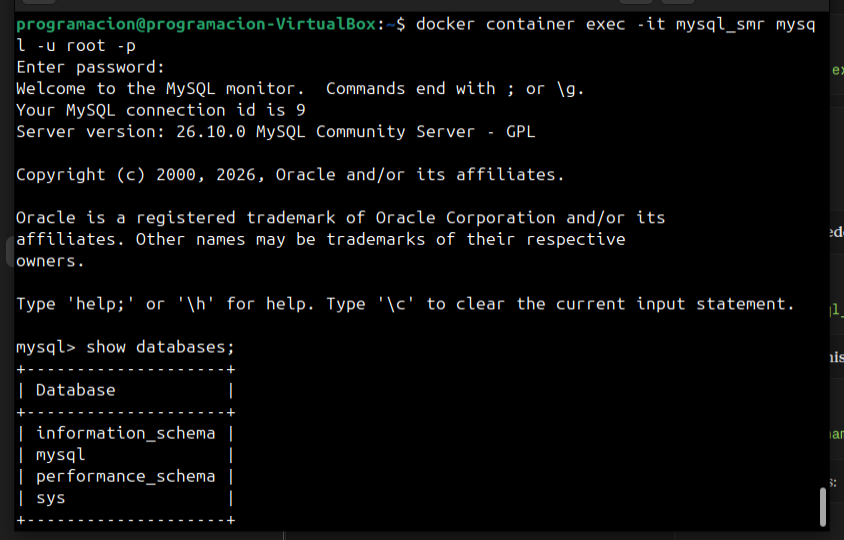 programacion@programacion-VirtualBox:~$ docker container exec -it mysql_smr mysq
l -u root -p
Enter password:
Welcome to the MySQL monitor.  Commands end with ; or \g.
Your MySQL connection id is 9
Server version: 26.10.0 MySQL Community Server - GPL

Copyright (c) 2000, 2026, Oracle and/or its affiliates.

Oracle is a registered trademark of Oracle Corporation and/or its
affiliates. Other names may be trademarks of their respective
owners.

Type 'help;' or '\h' for help. Type '\c' to clear the current input statement.

mysql> show databases;
+--------------------+
| Database           |
+--------------------+
| information_schema |
| mysql              |
| performance_schema |
| sys                |
+--------------------+